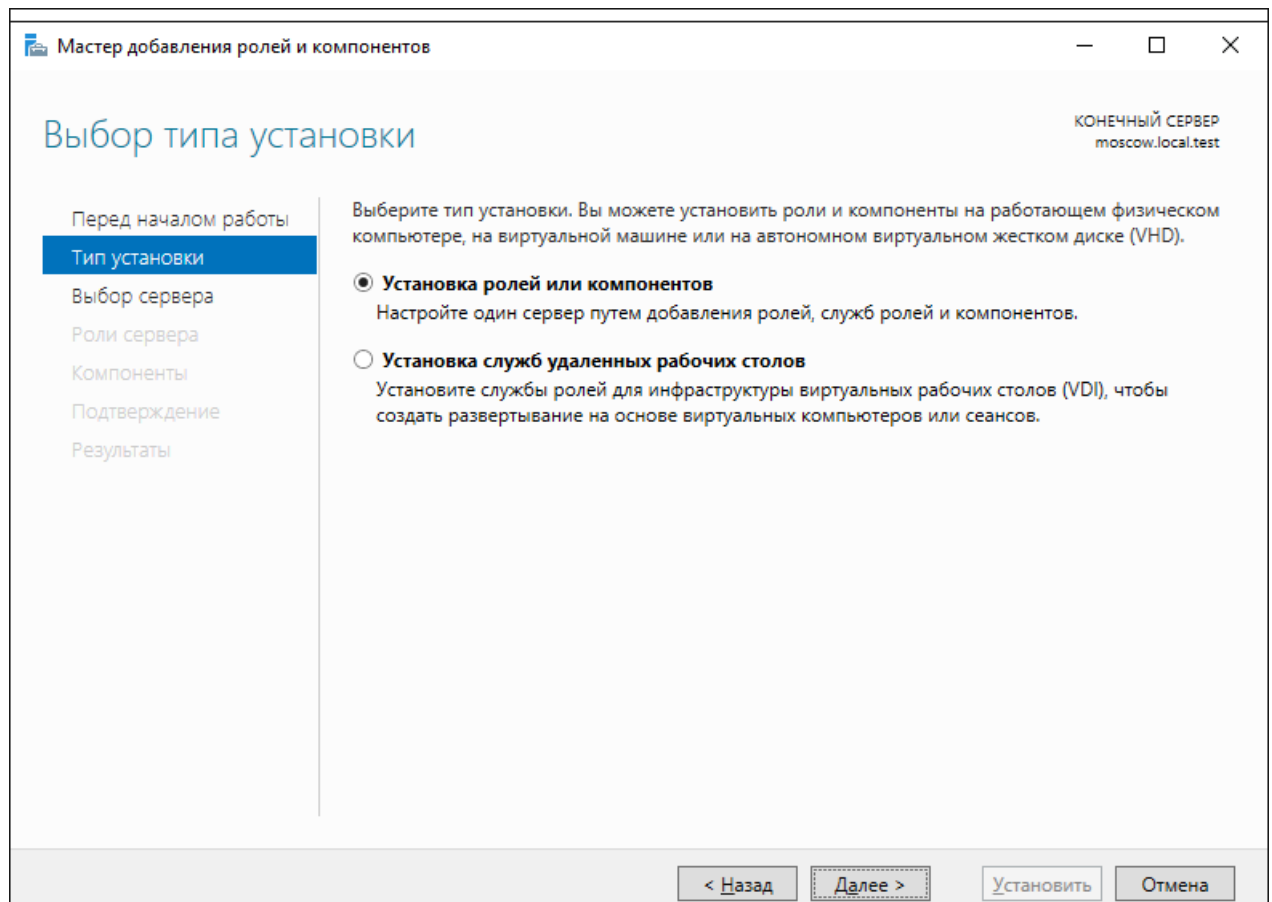 Мастер добавления ролей и компонентов
Выбор типа установки
КОНЕЧНЫЙ СЕРВЕР
moscow.local.test
Перед началом работы
Тип установки
Выбор сервера
Роли сервера
Компоненты
Подтверждение
Результаты
Выберите тип установки. Вы можете установить роли и компоненты на работающем физическом
компьютере, на виртуальной машине или на автономном виртуальном жестком диске (VHD).
Установка ролей или компонентов
Настройте один сервер путем добавления ролей, служб ролей и компонентов.
Установка служб удаленных рабочих столов
Установите службы ролей для инфраструктуры виртуальных рабочих столов (VDI), чтобы
создать развертывание на основе виртуальных компьютеров или сеансов.
< Назад
Далее >
Установить
Отмена